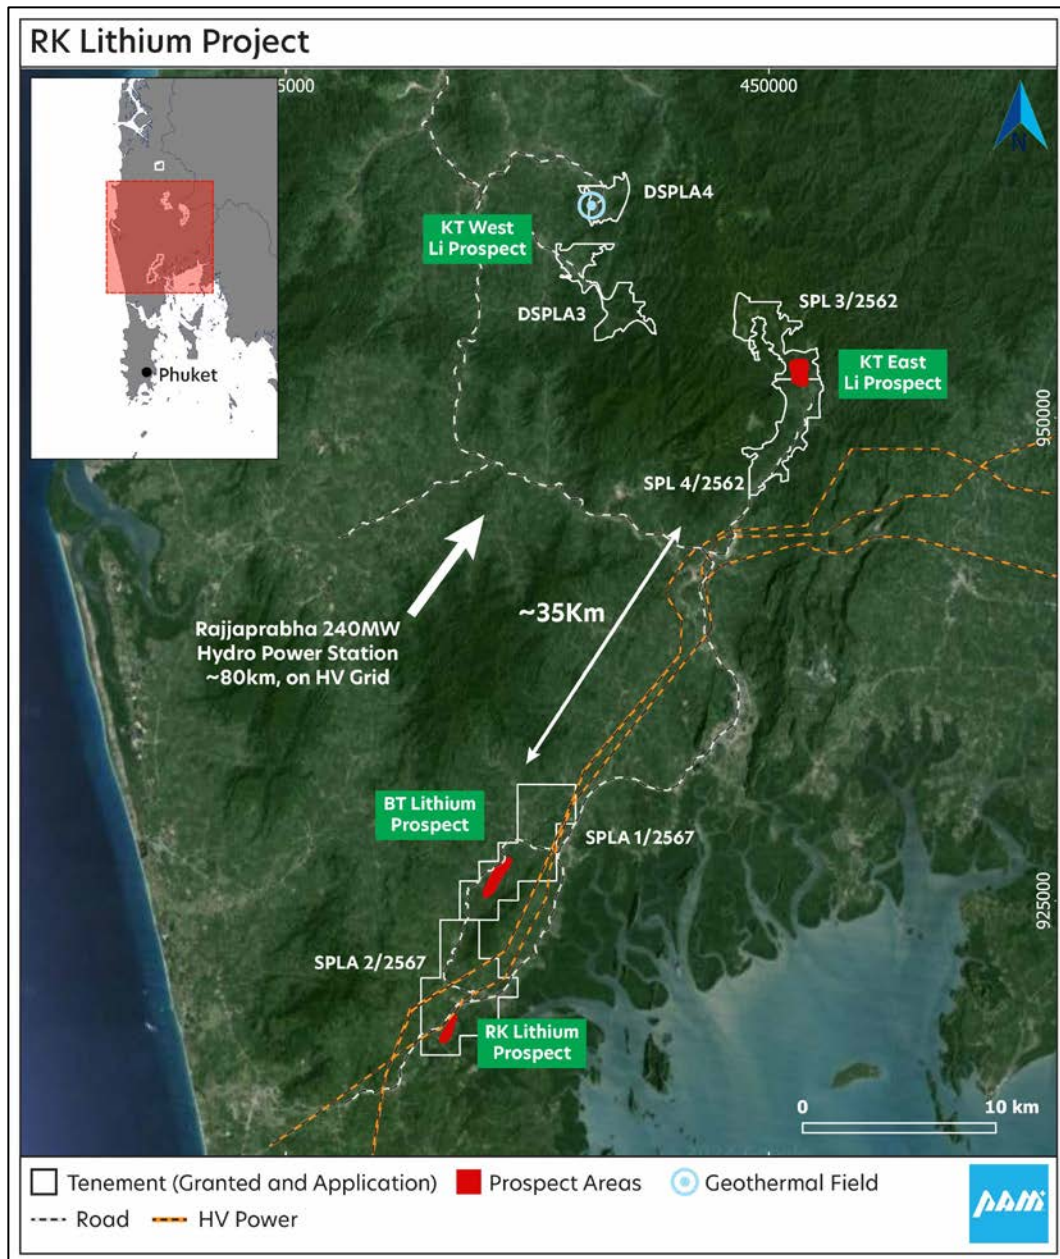 RK Lithium Project
5000
450000
N
DSPLA4
KT West
Li Prospect
DSPLA3
SPL 3/2562
KT East
Li Prospect
Phuket
950000
SPL 4/2562
~35Km
Rajjaprabha 240MW
Hydro Power Station
~80km, on HV Grid
BT Lithium
Prospect
SPLA 1/2567
925000
SPLA 2/2567
RK Lithium
Prospect
0 10 km
Tenement (Granted and Application) Prospect Areas Geothermal Field
Road HV Power
PAM